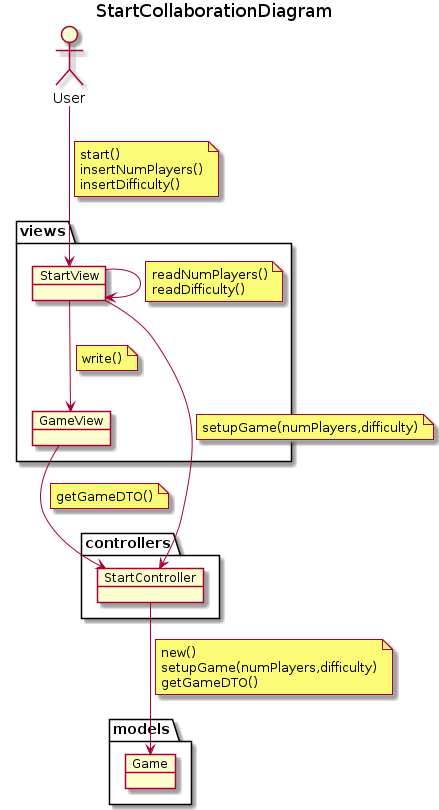 StartCollaborationDiagram
User
start()
insertNumPlayers()
insertDifficulty()
views
StartView
readNumPlayers()
readDifficulty()
write()
GameView
setupGame(numPlayers,difficulty)
getGameDTO()
controllers
StartController
new()
setupGame(numPlayers,difficulty)
getGameDTO()
models
Game